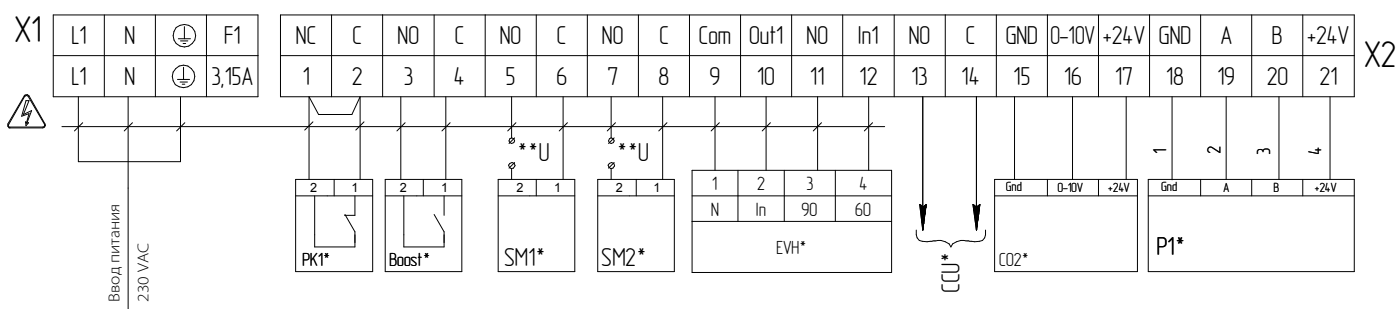 X1 L1 N F1 NC C NO C NO C NO C Com Out1 NO In1 NO C GND 0-10V +24V GND A B +24V X2
L1 N 3,15A 1 2 3 4 5 6 7 8 9 10 11 12 13 14 15 16 17 18 19 20 21
**U **U 1 2 3 4
2 1 2 1 2 1 2 1 1 2 3 4 Gnd 0-10V +24V Gnd A B +24V
N In 90 60
PK1* Boost* SM1* SM2* EVH* CO2* P1*
CCU*
Ввод питания
230 VAC